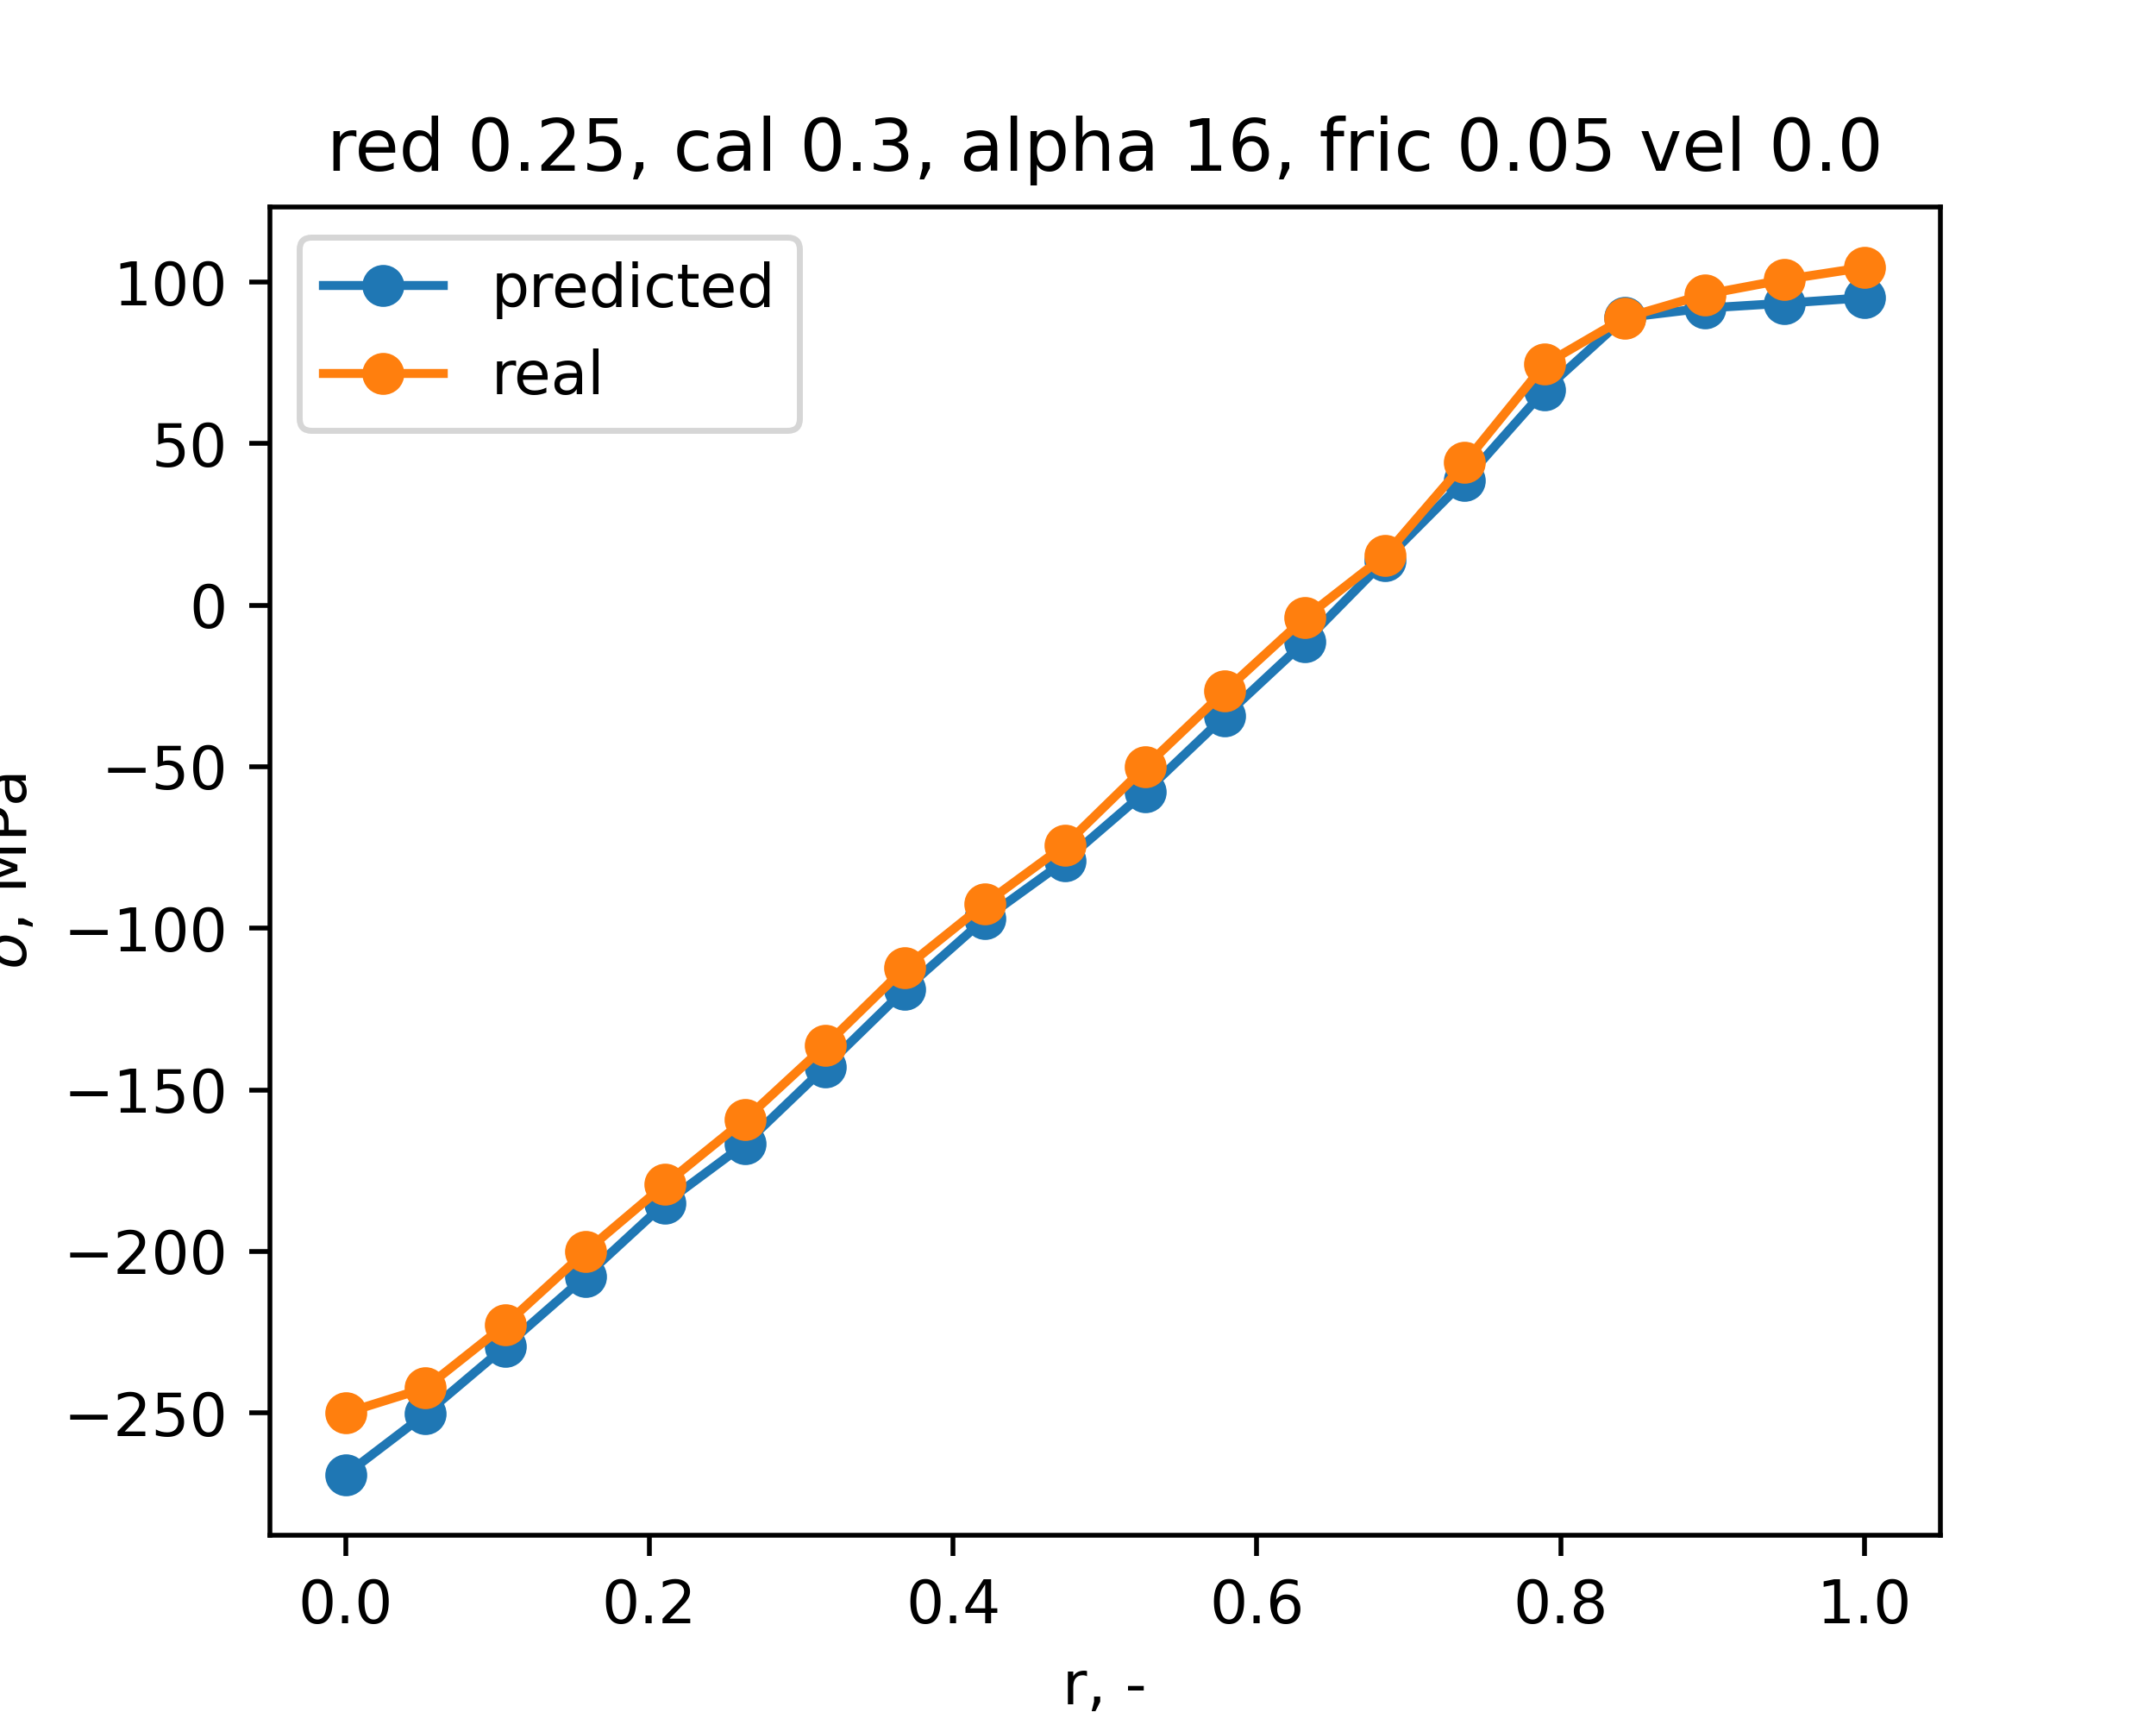 red 0.25, cal 0.3, alpha 16, fric 0.05 vel 0.0
predicted
real
100
50
0
−50
−100
−150
−200
−250
σ, MPa
0.0 0.2 0.4 0.6 0.8 1.0
r, -